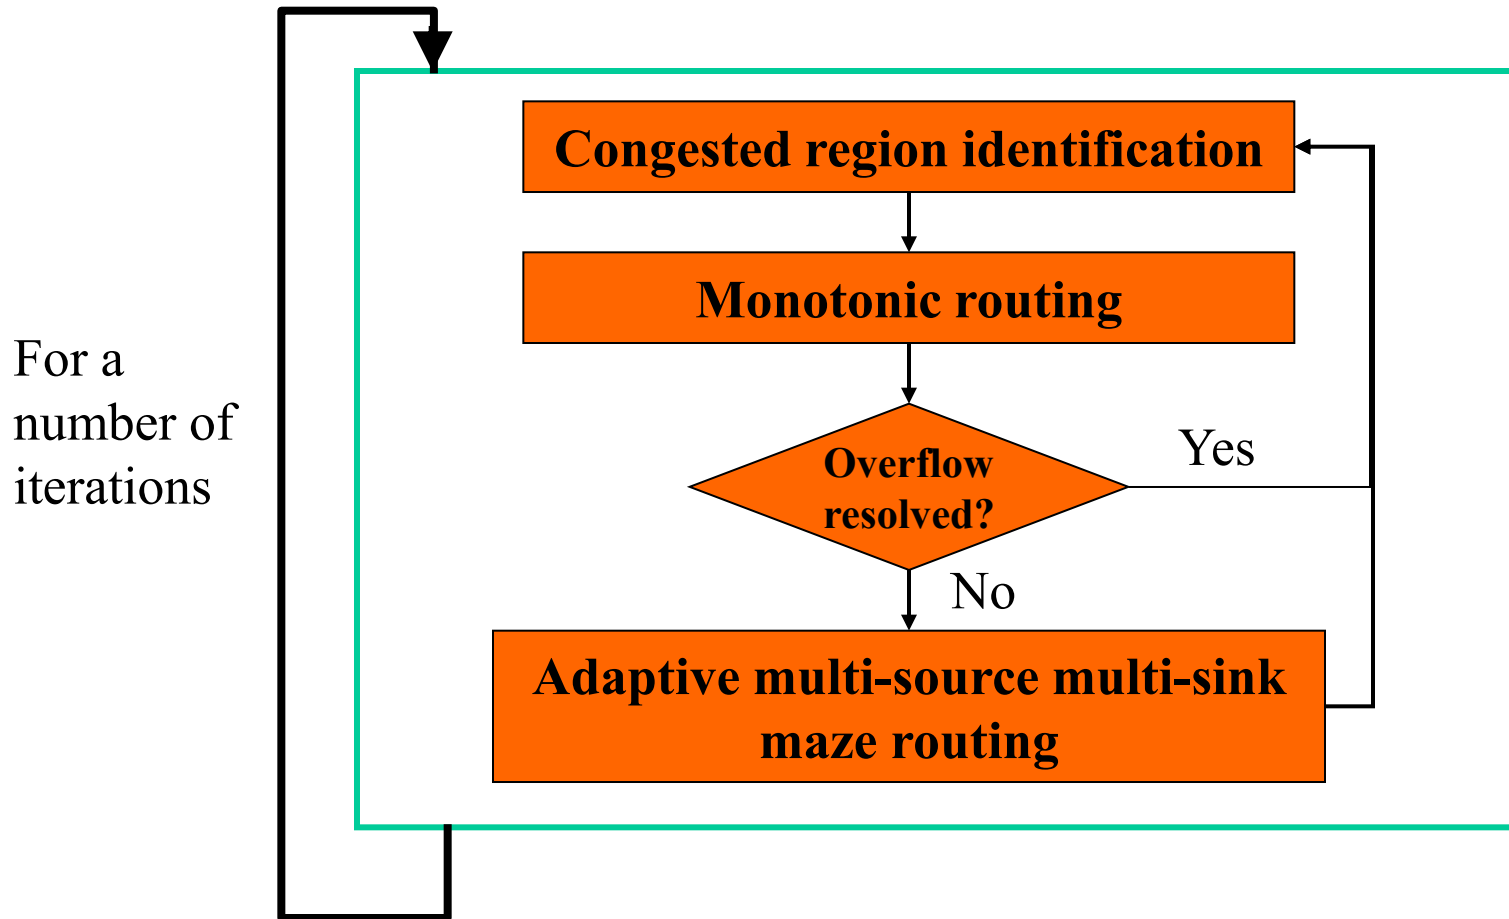 Congested region identification
Monotonic routing
For a
number of
iterations
Overflow
resolved?
Yes
No
Adaptive multi-source multi-sink
maze routing